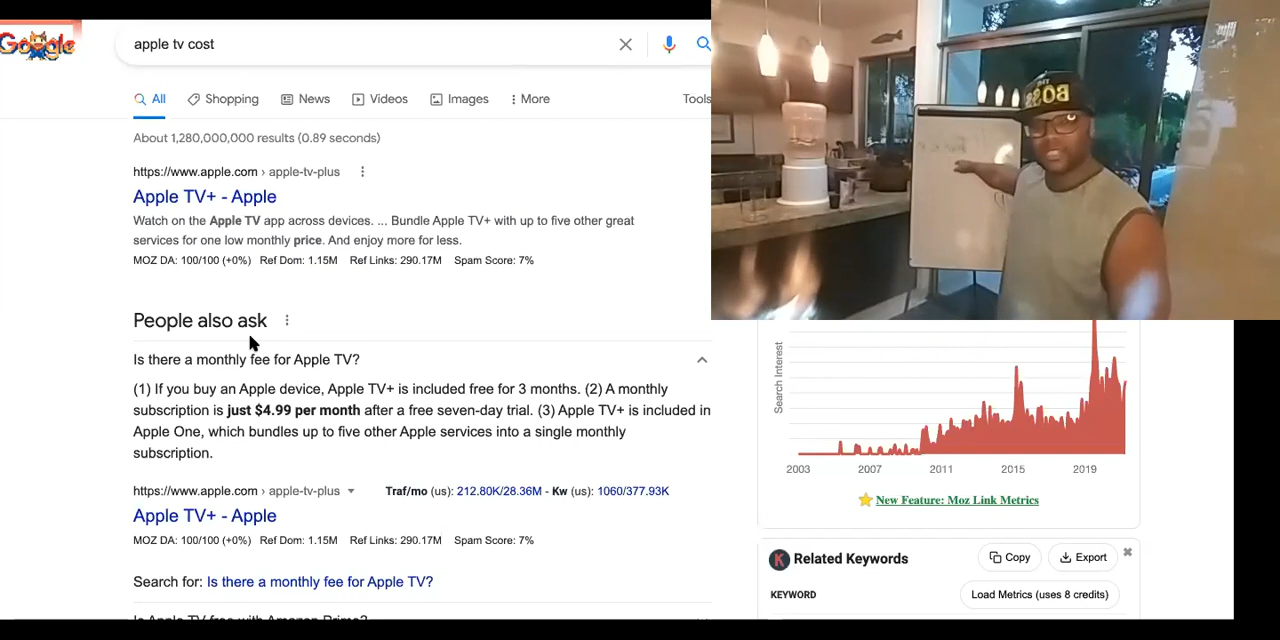 Google
apple tv cost
All
Shopping
News
Videos
Images
More
Tools
About 1,280,000,000 results (0.89 seconds)
https://www.apple.com › apple-tv-plus
Apple TV+ - Apple
Watch on the Apple TV app across devices. ... Bundle Apple TV+ with up to five other great
services for one low monthly price. And enjoy more for less.
MOZ DA: 100/100 (+0%) Ref Dom: 1.15M Ref Links: 290.17M Spam Score: 7%
People also ask
Is there a monthly fee for Apple TV?
(1) If you buy an Apple device, Apple TV+ is included free for 3 months. (2) A monthly
subscription is just $4.99 per month after a free seven-day trial. (3) Apple TV+ is included in
Apple One, which bundles up to five other Apple services into a single monthly
subscription.
https://www.apple.com › apple-tv-plus
Traf/mo (us): 212.80K/28.36M - Kw (us): 1060/377.93K
Apple TV+ - Apple
MOZ DA: 100/100 (+0%) Ref Dom: 1.15M Ref Links: 290.17M Spam Score: 7%
Search for: Is there a monthly fee for Apple TV?
Is Apple TV free with Amazon Prime?
BOSS
Search Interest
2003 2007 2011 2015 2019
New Feature: Moz Link Metrics
K
Related Keywords
Copy
Export
KEYWORD
Load Metrics (uses 8 credits)